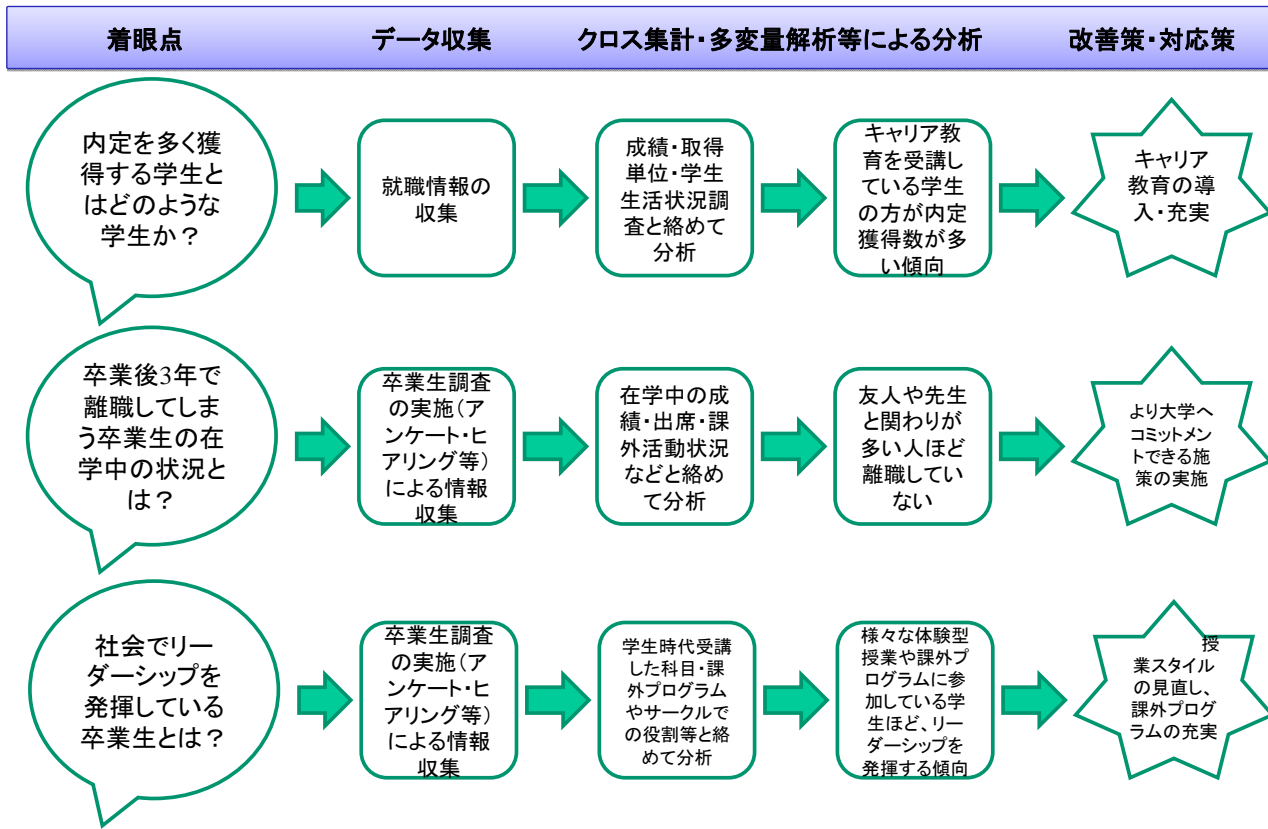 着眼点
データ収集
クロス集計・多変量解析等による分析
改善策・対応策
内定を多く獲
得する学生と
はどのような
学生か？
就職情報の
収集
成績・取得
単位・学生
生活状況調
査と絡めて
分析
キャリア教
育を受講し
ている学生
の方が内定
獲得数が多
い傾向
キャリア
教育の導
入・充実
卒業後3年で
離職してしま
う卒業生の在
学中の状況と
は？
卒業生調査
の実施（ア
ンケート・ヒ
アリング等）
による情報
収集
在学中の成
績・出席・課
外活動状況
などと絡め
て分析
友人や先生
と関わりが
多い人ほど
離職してい
ない
より大学へ
コミットメン
トできる施
策の実施
社会でリー
ダーシップを
発揮している
卒業生とは？
卒業生調査
の実施（ア
ンケート・ヒ
アリング等）
による情報
収集
学生時代受講
した科目・課
外プログラム
やサークルで
の役割等と絡
めて分析
様々な体験型
授業や課外プ
ログラムに参
加している学
生ほど、リー
ダーシップを
発揮する傾向
授
業スタイル
の見直し、
課外プログ
ラムの充実